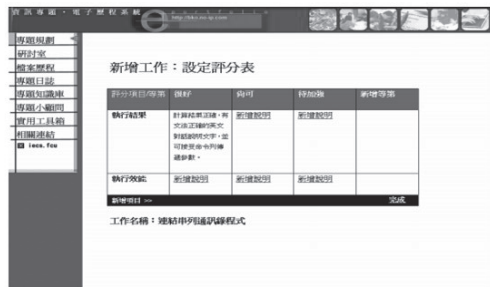 資訊專題‧電子歷程系統
專題規劃
研討室
檔案歷程
專題日誌
專題知識庫
專題小顧問
實用工具箱
相關連結
iecs.fcu
新增工作：設定評分表
評分項目/等第 很好 尚可 待加強 新增等第
執行結果 計算結果正確，有 新增說明 新增說明
文法正確的英文
對話說明文字，並
可接受命令列傳
遞參數。
執行效能 新增說明 新增說明 新增說明
新增項目 >> 完成
工作名稱：連結串列通訊錄程式